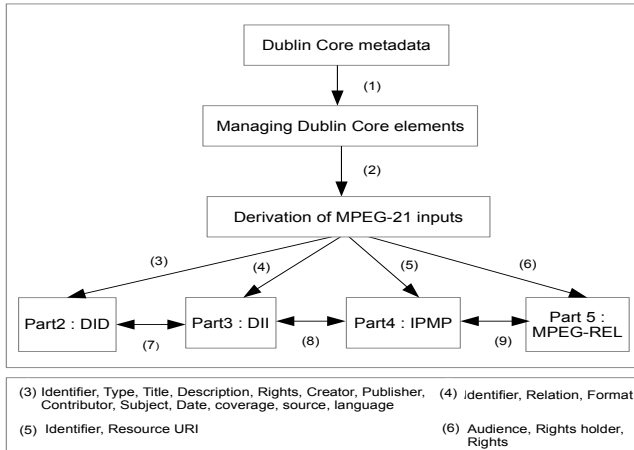 Dublin Core metadata
(1)
Managing Dublin Core elements
(2)
Derivation of MPEG-21 inputs
(3)
(4)
(5)
(6)
Part2 : DID
Part3 : DII
Part4 : IPMP
Part 5 :
MPEG-REL
(7)
(8)
(9)
(3) Identifier, Type, Title, Description, Rights, Creator, Publisher,
Contributor, Subject, Date, coverage, source, language
(4) Identifier, Relation, Format
(5) Identifier, Resource URI
(6) Audience, Rights holder,
Rights